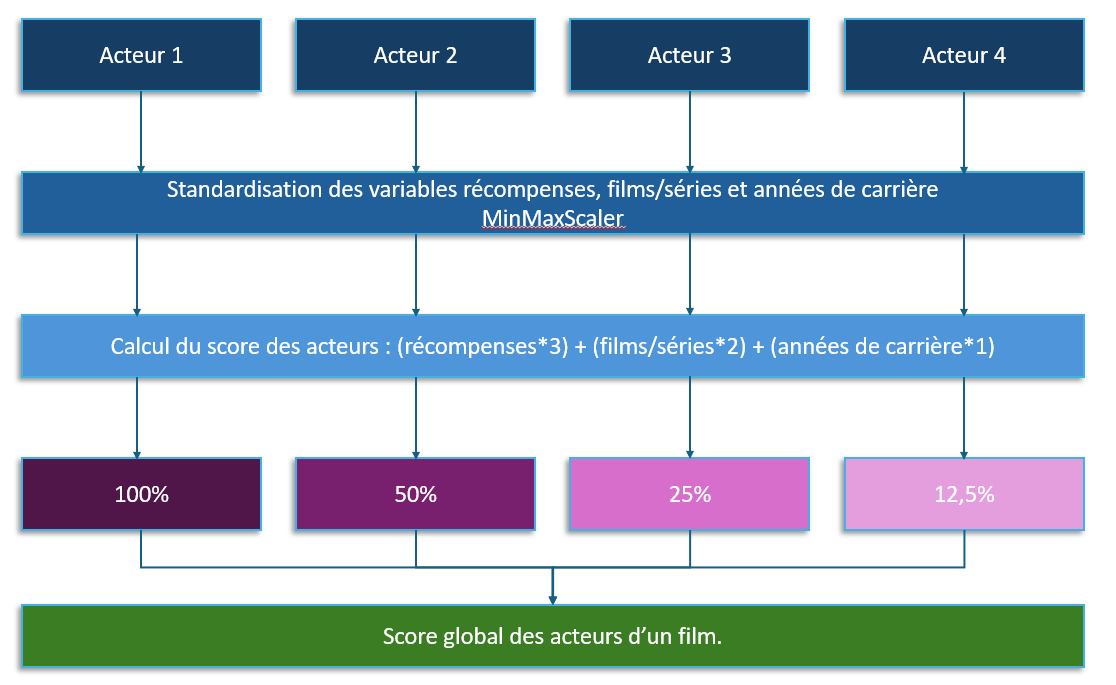 Acteur 1
Acteur 2
Acteur 3
Acteur 4
Standardisation des variables récompenses, films/séries et années de carrière
MinMaxScaler
Calcul du score des acteurs : (récompenses*3) + (films/séries*2) + (années de carrière*1)
100%
50%
25%
12,5%
Score global des acteurs d’un film.